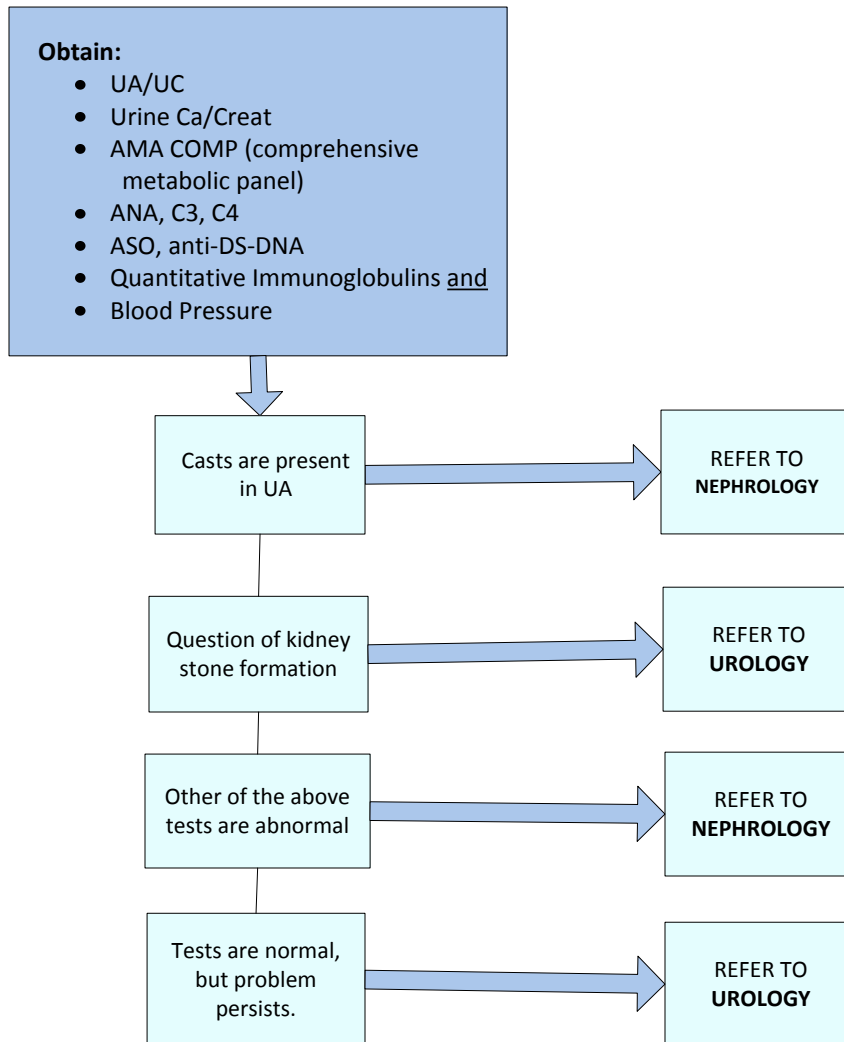 Obtain:
• UA/UC
• Urine Ca/Creat
• AMA COMP (comprehensive
metabolic panel)
• ANA, C3, C4
• ASO, anti-DS-DNA
• Quantitative Immunoglobulins and
• Blood Pressure
Casts are present
in UA
REFER TO
NEPHROLOGY
Question of kidney
stone formation
REFER TO
UROLOGY
Other of the above
tests are abnormal
REFER TO
NEPHROLOGY
Tests are normal,
but problem
persists.
REFER TO
UROLOGY